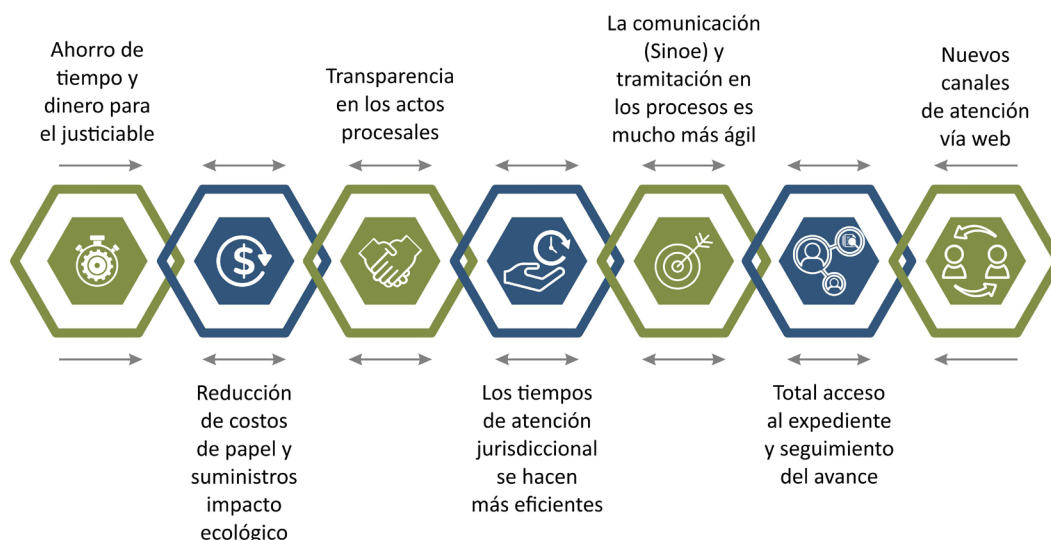 Ahorro de
tiempo y
dinero para
el justiciable
Reducción
de costos
de papel y
suministros
impacto
ecológico
Transparencia
en los actos
procesales
Los tiempos
de atención
jurisdiccional
se hacen
más eficientes
La comunicación
(Sinoe) y
tramitación en
los procesos es
mucho más ágil
Total acceso
al expediente
y seguimiento
del avance
Nuevos
canales
de atención
vía web
$